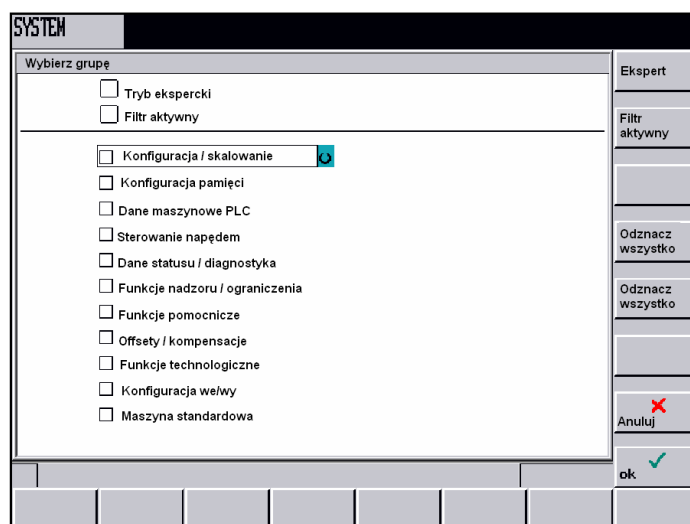 SYSTEM
Wybierz grupę
Tryb ekspercki
Filtr aktywny
Konfiguracja / skalowanie
Konfiguracja pamięci
Dane maszynowe PLC
Sterowanie napędem
Dane statusu / diagnostyka
Funkcje nadzoru / ograniczenia
Funkcje pomocnicze
Offsety / kompensacje
Funkcje technologiczne
Konfiguracja we/wy
Maszyna standardowa
Ekspert
Filtr
aktywny
Odznacz
wszystko
Odznacz
wszystko
Anuluj
ok